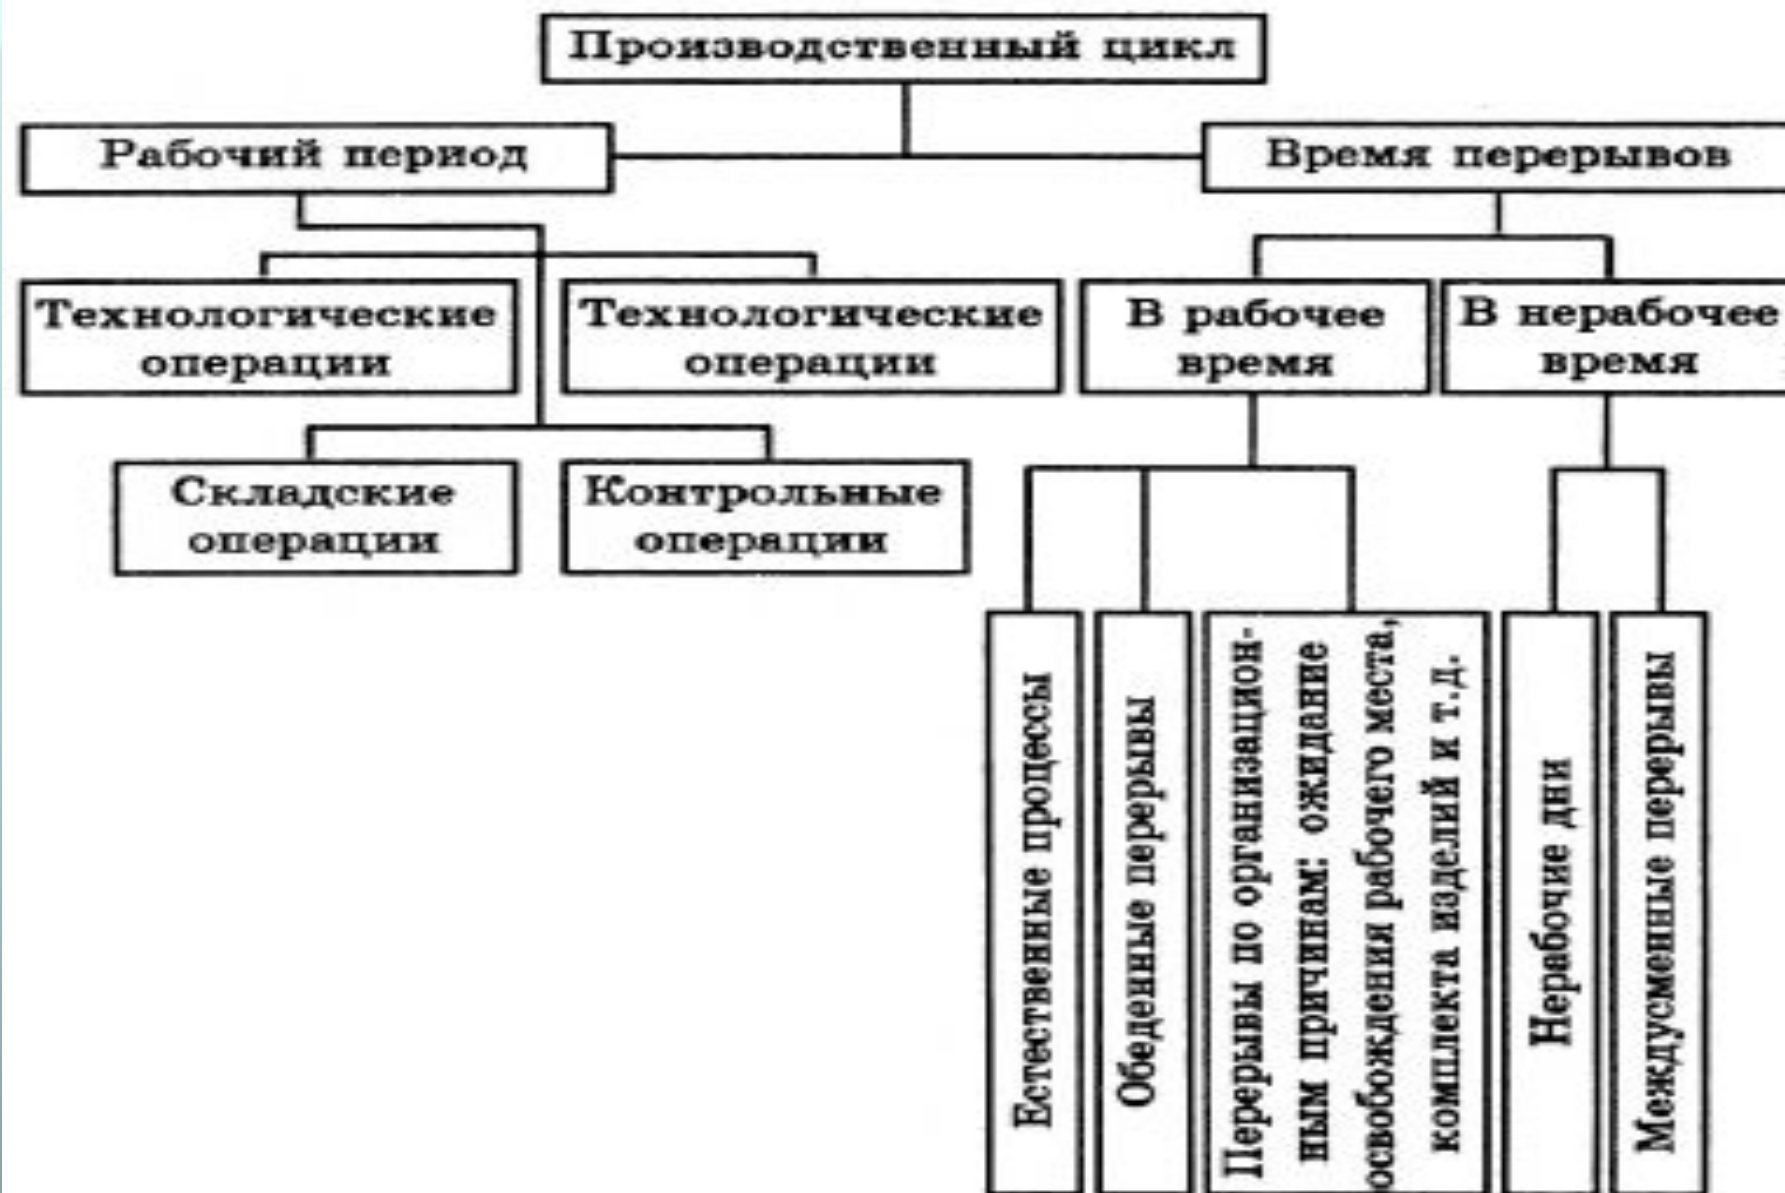 Производственный цикл
Рабочий период
Время перерывов
Технологические
операции
Технологические
операции
В рабочее
время
В нерабочее
время
Складские
операции
Контрольные
операции
Естественные процессы
Обеденные перерывы
Перерывы по организацион-
ным причинам: ожидание
освобождения рабочего места,
комплекта изделий и т.д.
Нерабочие дни
Междусменные перерывы